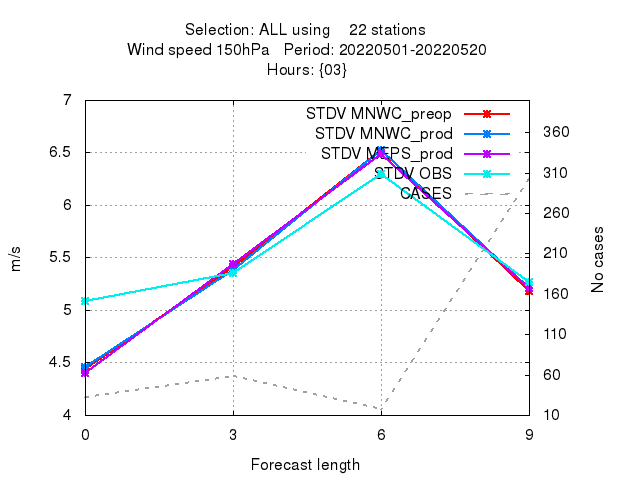 Selection: ALL using 22 stations
Wind speed 150hPa Period: 20220501-20220520
Hours: {03}
7
6.5
6
5.5
5
4.5
4
m/s
STDV MNWC_preop
STDV MNWC_prod
STDV MEPS_prod
STDV OBS
CASES
360
310
260
210
160
110
60
10
No cases
0 3 6 9
Forecast length